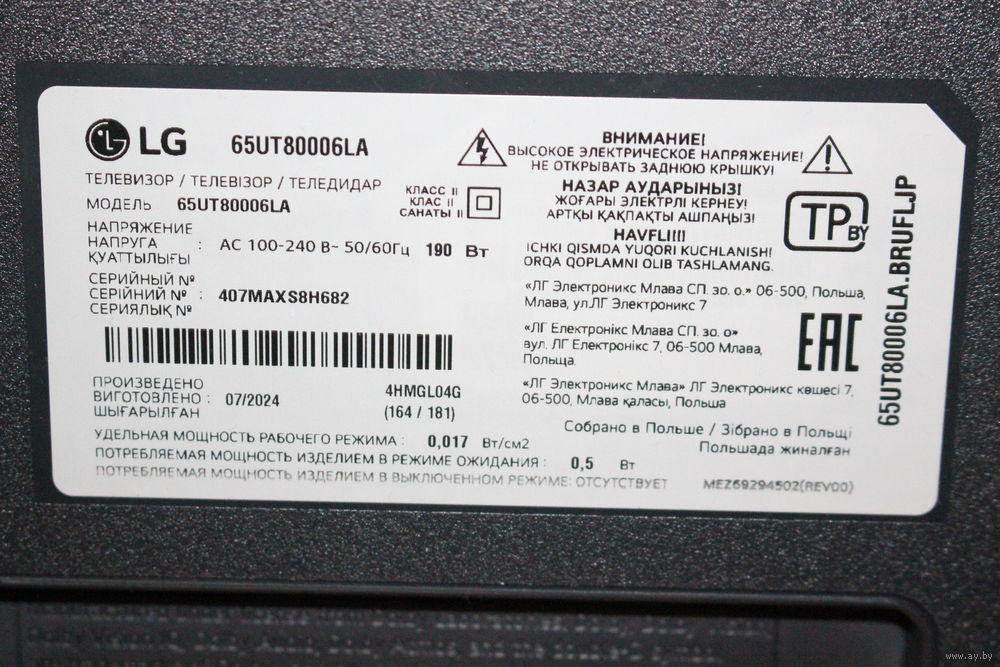 LG 65UT80006LA
ТЕЛЕВИЗОР / ТЕЛЕВІЗОР / ТЕЛЕДИДАР
МОДЕЛЬ 65UT80006LA
КЛАСС II
КЛАС II
САНАТЫ II
НАПРЯЖЕНИЕ
НАПРУГА : AC 100-240 В~ 50/60Гц 190 Вт
ҚУАТТЫЛЫҒЫ
СЕРИЙНЫЙ №
СЕРІЙНИЙ № : 407MAXS8H682
СЕРИЯЛЫҚ №
ПРОИЗВЕДЕНО
ВИГОТОВЛЕНО : 07/2024
ШЫҒАРЫЛҒАН
4HMGL04G
(164 / 181)
УДЕЛЬНАЯ МОЩНОСТЬ РАБОЧЕГО РЕЖИМА : 0,017 Вт/см2
ПОТРЕБЛЯЕМАЯ МОЩНОСТЬ ИЗДЕЛИЕМ В РЕЖИМЕ ОЖИДАНИЯ : 0,5 Вт
ПОТРЕБЛЯЕМАЯ МОЩНОСТЬ ИЗДЕЛИЕМ В ВЫКЛЮЧЕННОМ РЕЖИМЕ: ОТСУТСТВУЕТ
ВНИМАНИЕ!
ВЫСОКОЕ ЭЛЕКТРИЧЕСКОЕ НАПРЯЖЕНИЕ!
НЕ ОТКРЫВАТЬ ЗАДНЮЮ КРЫШКУ!
НАЗАР АУДАРЫҢЫЗ!
ЖОҒАРЫ ЭЛЕКТРЛІ КЕРНЕУ!
АРТҚЫ ҚАҚПАҚТЫ АШПАҢЫЗ!
HAVFLI!!!
ICHKI QISMDA YUQORI KUCHLANISH!
ORQA QOPLAMNI OLIB TASHLAMANG.
TP BY
«ЛГ Электроникс Млава СП. зо. о.» 06-500, Польша,
Млава, ул.ЛГ Электроникс 7
«ЛГ Електронікс Млава СП. зо. о»
вул. ЛГ Електронікс 7, 06-500 Млава,
Польща.
EAC
«ЛГ Электроникс Млава» ЛГ Электроникс көшесі 7,
06-500, Млава қаласы, Польша
Собрано в Польше / Зібрано в Польщі
Польшада жиналған
MEZ69294502(REV00)
65UT80006LA.BRUFLJP
www.ay.by